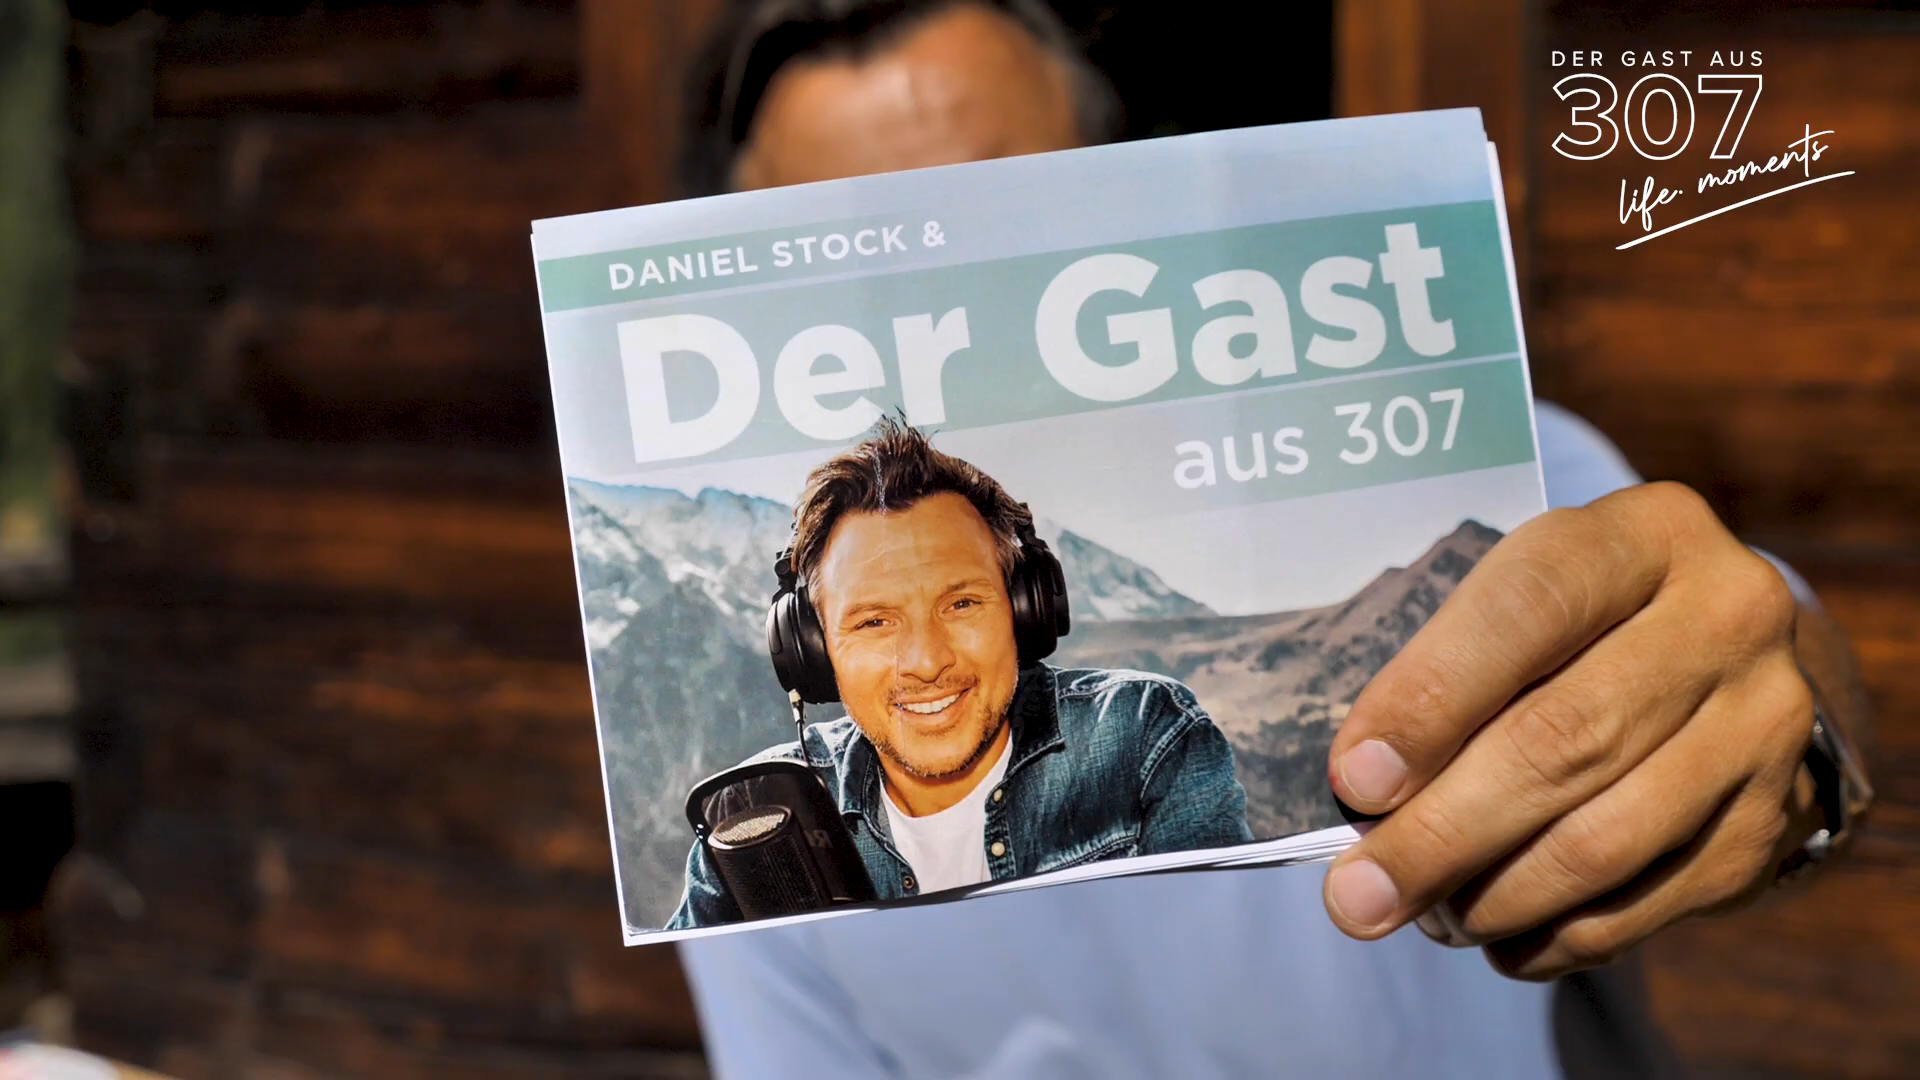 DER GAST AUS
307
life. moments
DANIEL STOCK &
Der Gast
aus 307